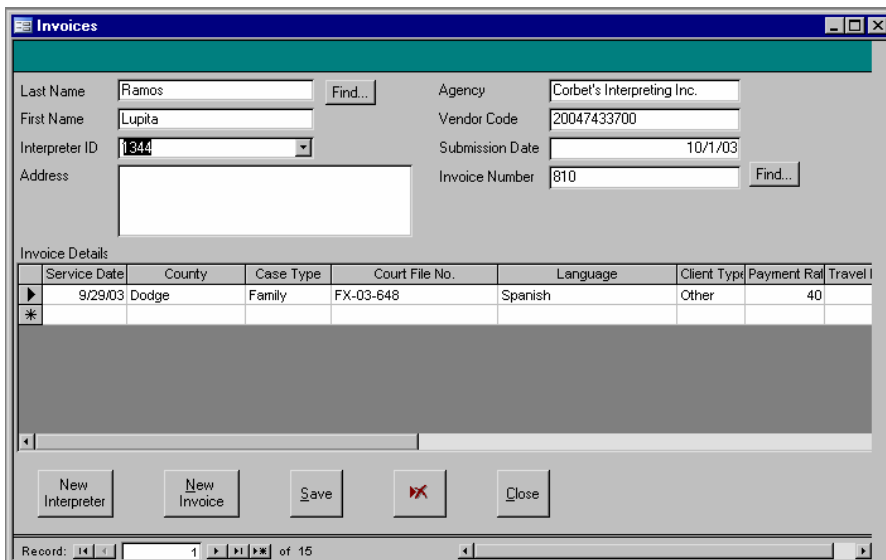 Invoices
Last Name Ramos Find... Agency Corbet's Interpreting Inc.
First Name Lupita Vendor Code 20047433700
Interpreter ID 1344 Submission Date 10/1/03
Address Invoice Number 810 Find...
Invoice Details
Service Date County Case Type Court File No. Language Client Type Payment Rat Travel
9/29/03 Dodge Family FX-03-648 Spanish Other 40
New Interpreter New Invoice Save Close
Record: 1 of 15